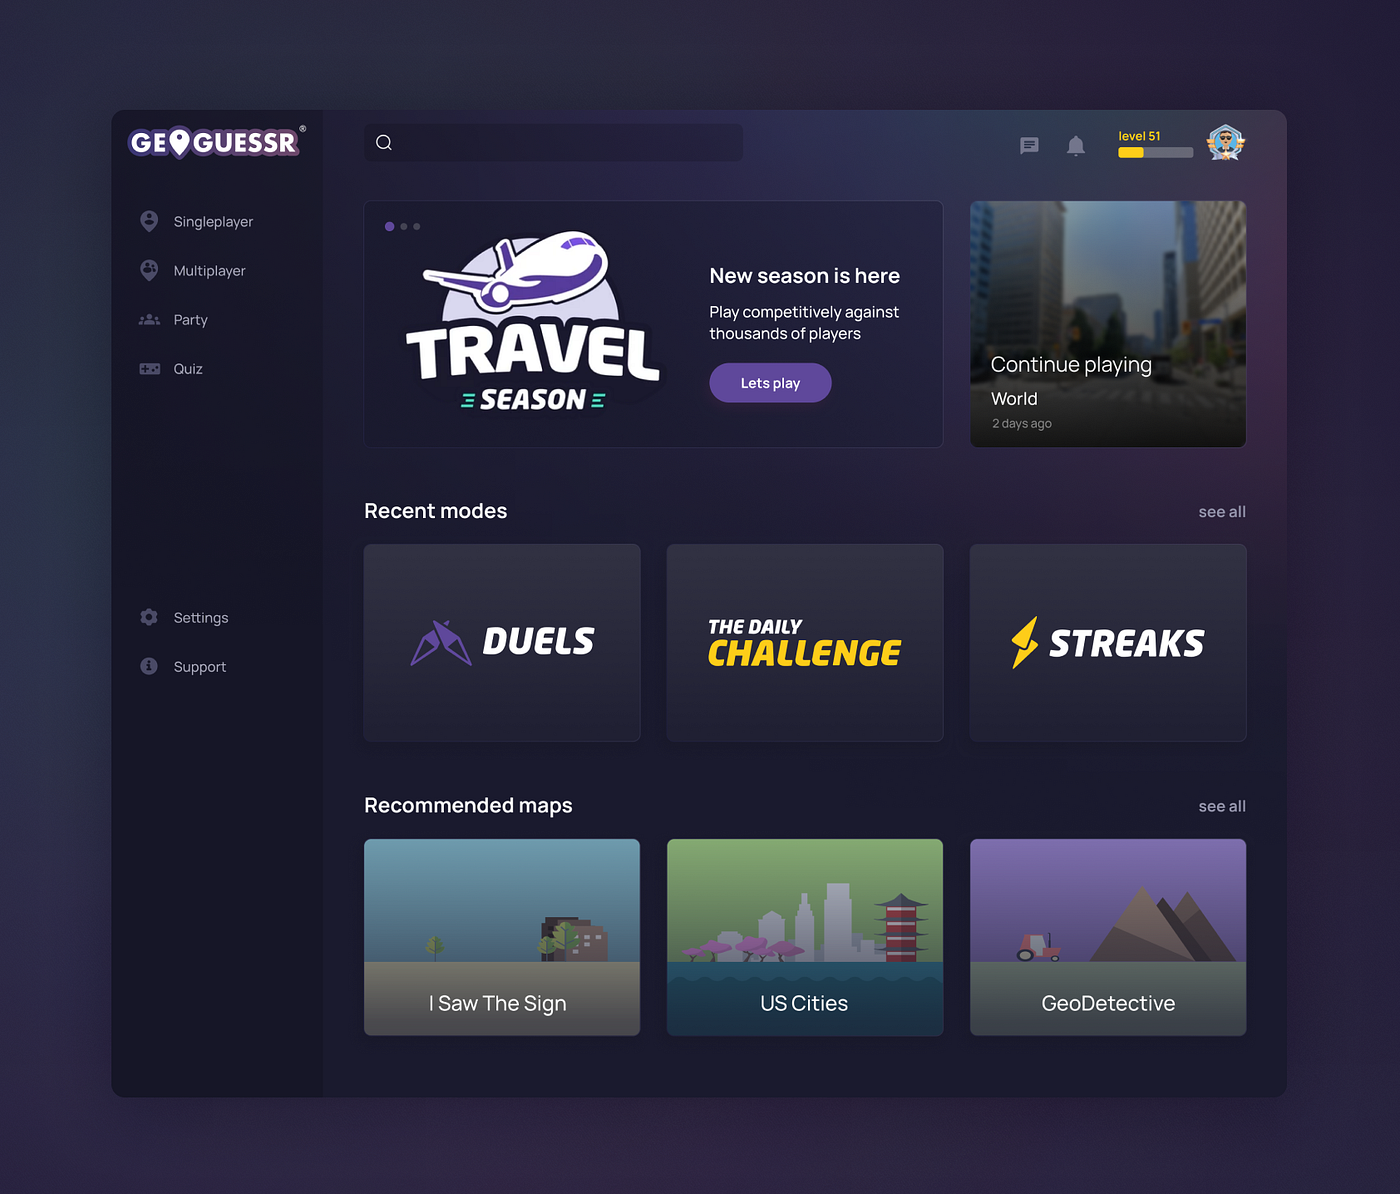 GEOGUESSR®
level 51
Singleplayer
Multiplayer
Party
Quiz
Settings
Support
TRAVEL
SEASON
New season is here
Play competitively against
thousands of players
Lets play
Continue playing
World
2 days ago
Recent modes
see all
DUELS
THE DAILY
CHALLENGE
STREAKS
Recommended maps
see all
I Saw The Sign
US Cities
GeoDetective